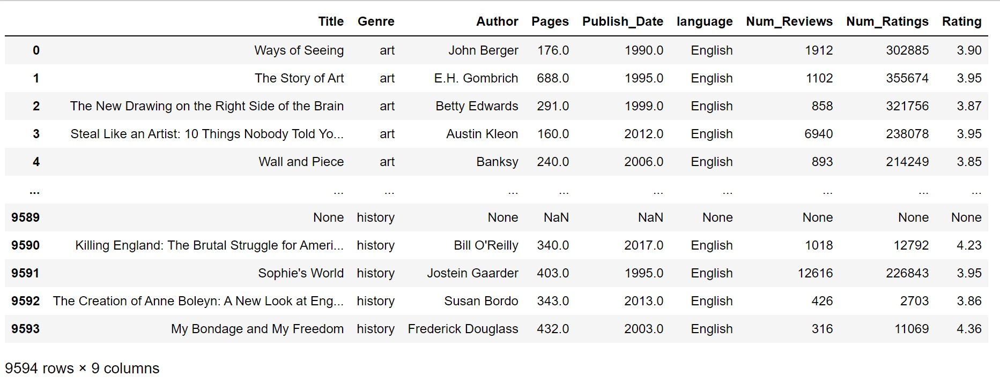 Title Genre Author Pages Publish_Date language Num_Reviews Num_Ratings Rating
0 Ways of Seeing art John Berger 176.0 1990.0 English 1912 302885 3.90
1 The Story of Art art E.H. Gombrich 688.0 1995.0 English 1102 355674 3.95
2 The New Drawing on the Right Side of the Brain art Betty Edwards 291.0 1999.0 English 858 321756 3.87
3 Steal Like an Artist: 10 Things Nobody Told Yo... art Austin Kleon 160.0 2012.0 English 6940 238078 3.95
4 Wall and Piece art Banksy 240.0 2006.0 English 893 214249 3.85
... ... ... ... ... ... ... ... ... ...
9589 None history None NaN NaN None None None None
9590 Killing England: The Brutal Struggle for Ameri... history Bill O'Reilly 340.0 2017.0 English 1018 12792 4.23
9591 Sophie's World history Jostein Gaarder 403.0 1995.0 English 12616 226843 3.95
9592 The Creation of Anne Boleyn: A New Look at Eng... history Susan Bordo 343.0 2013.0 English 426 2703 3.86
9593 My Bondage and My Freedom history Frederick Douglass 432.0 2003.0 English 316 11069 4.36
9594 rows × 9 columns